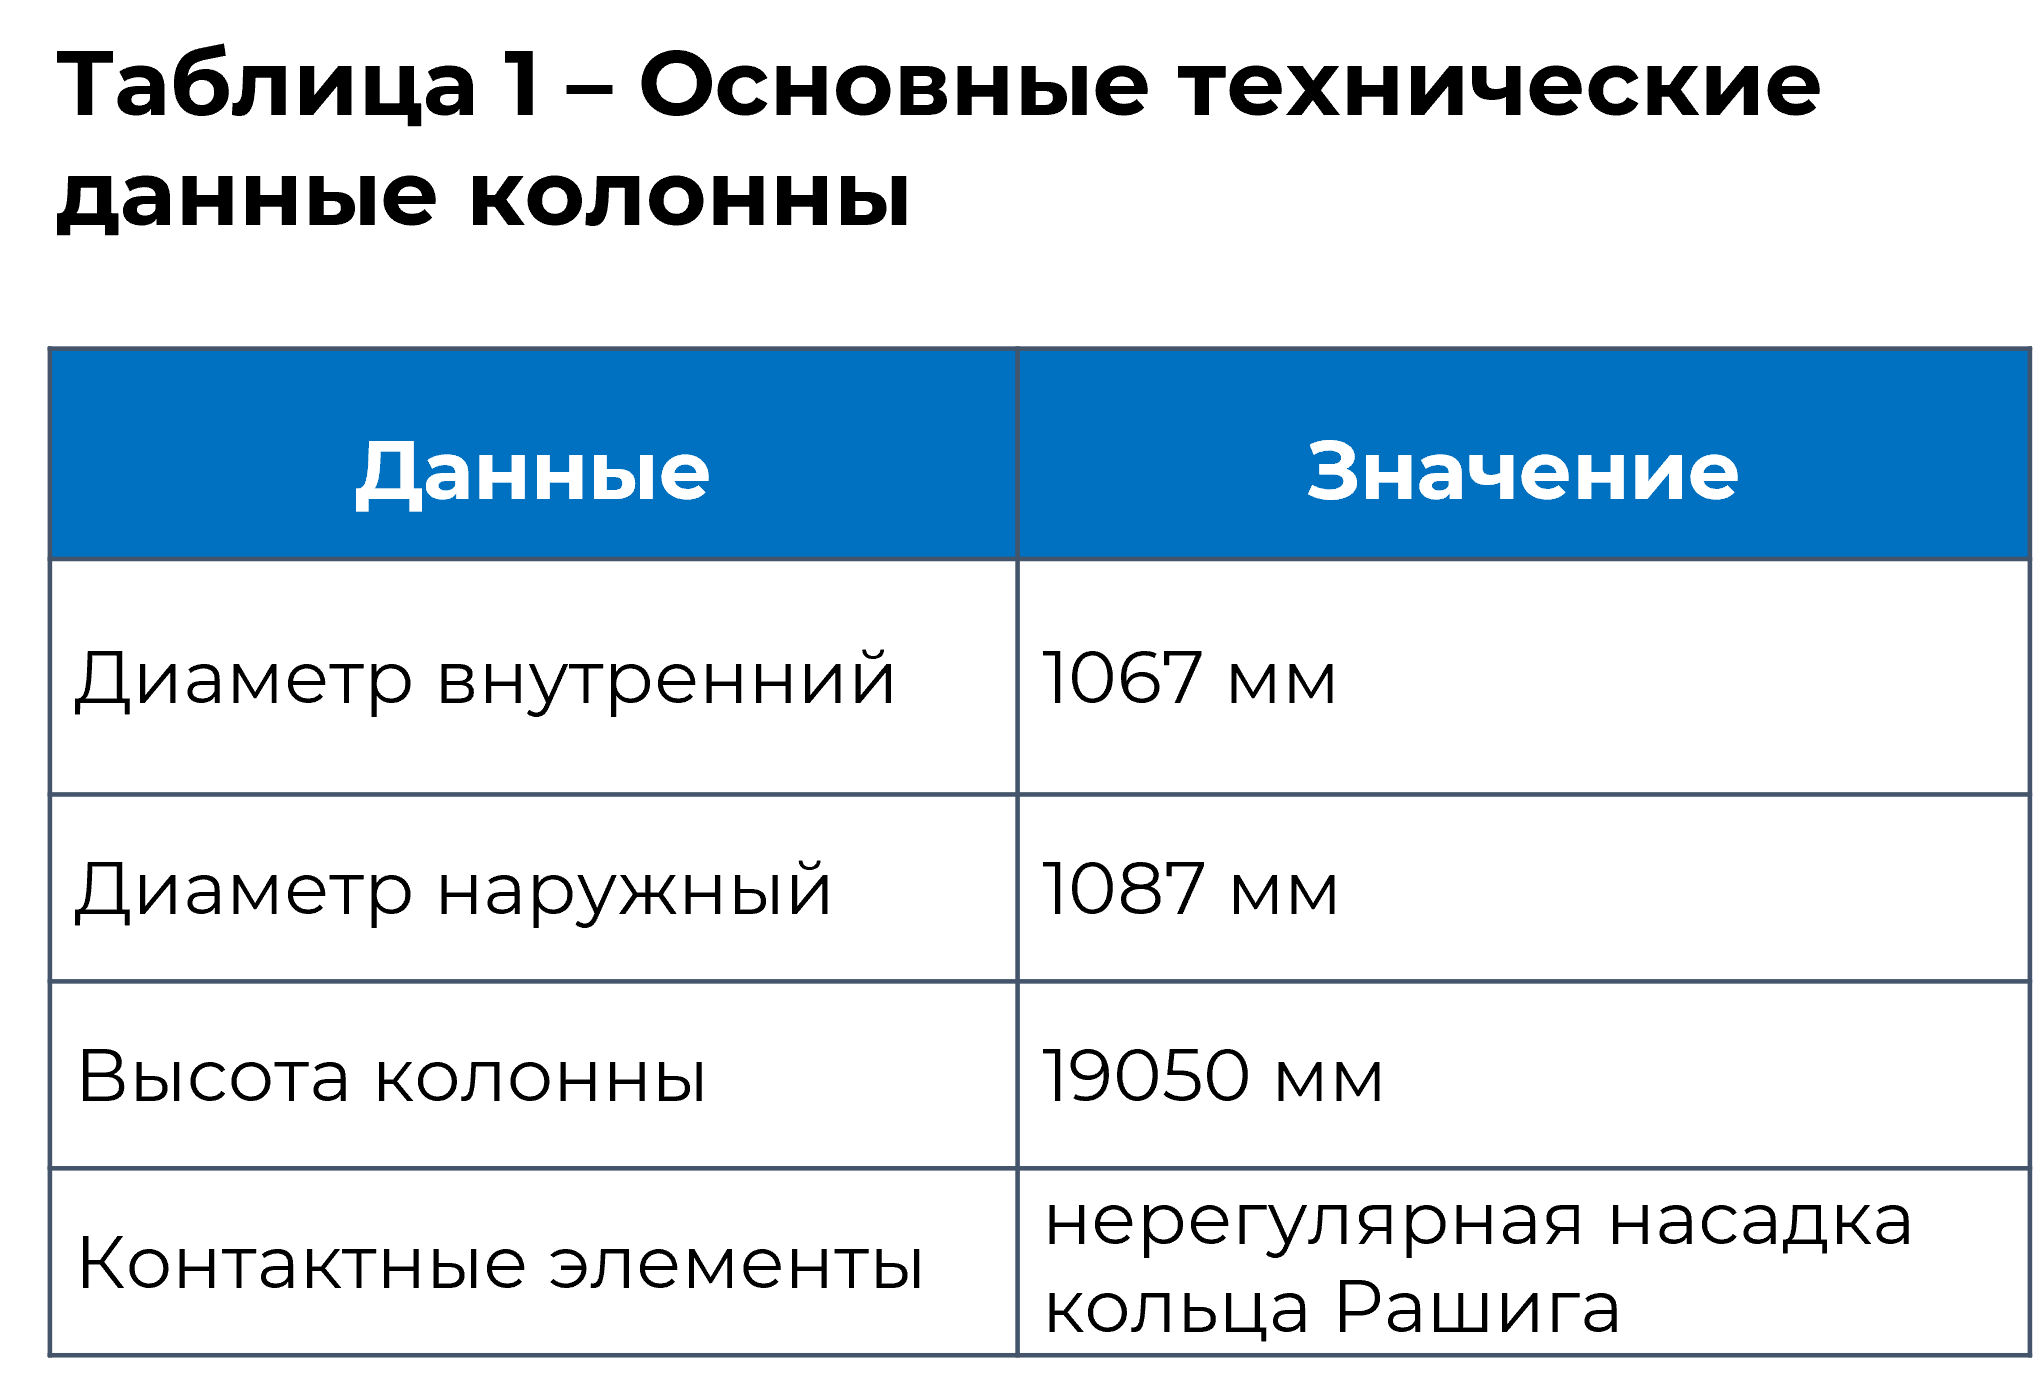 Таблица 1 – Основные технические
данные колонны
Данные
Значение
Диаметр внутренний
1067 мм
Диаметр наружный
1087 мм
Высота колонны
19050 мм
Контактные элементы
нерегулярная насадка
кольца Рашига